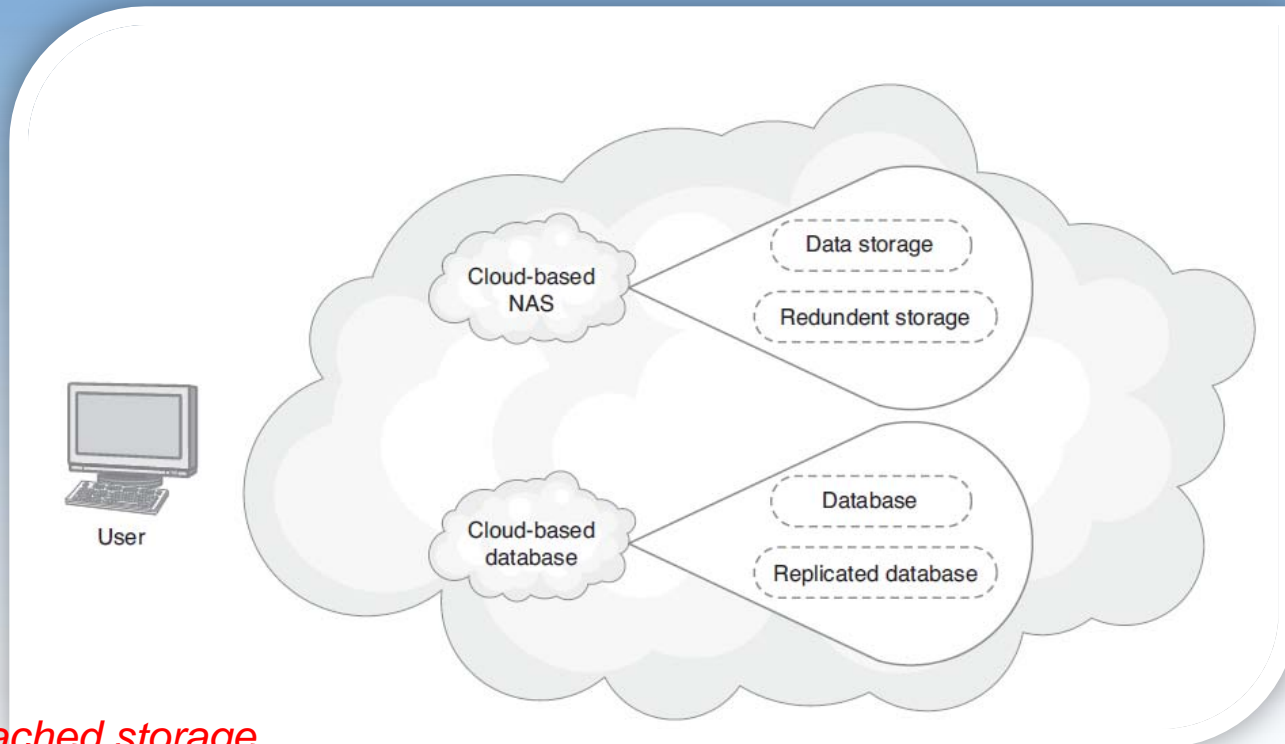 Cloud-based
NAS
Data storage
Redundent storage
User
Cloud-based
database
Database
Replicated database
ached storage